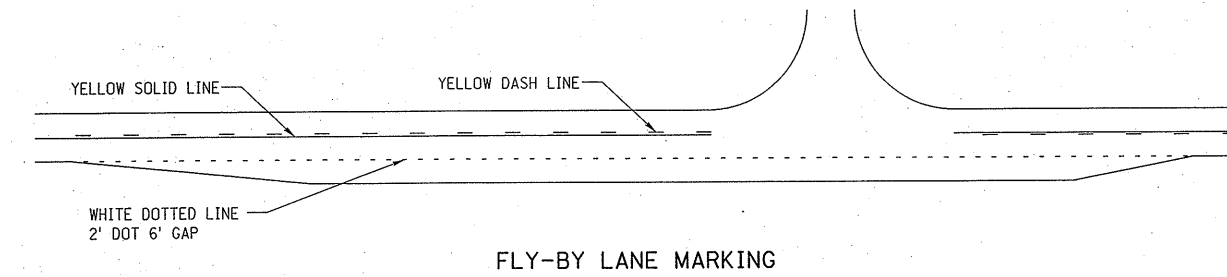 YELLOW SOLID LINE
YELLOW DASH LINE
WHITE DOTTED LINE
2' DOT 6' GAP
FLY-BY LANE MARKING